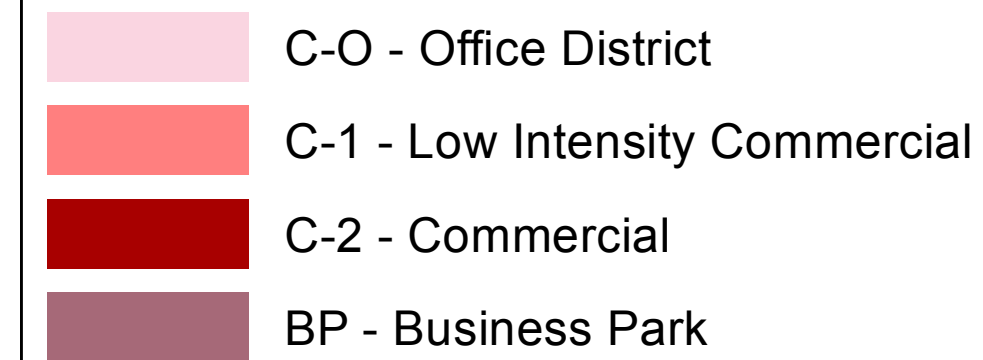 C-O - Office District
C-1 - Low Intensity Commercial
C-2 - Commercial
BP - Business Park